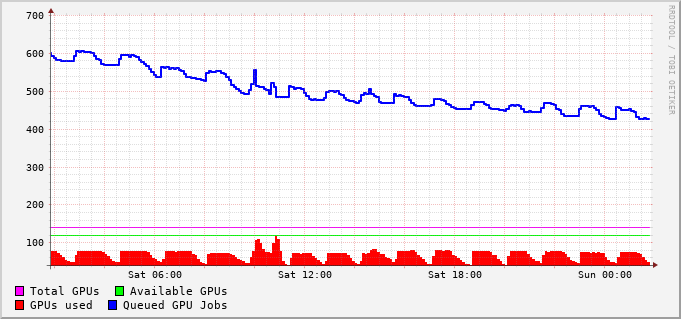 700
600
500
400
300
200
100
Sat 06:00 Sat 12:00 Sat 18:00 Sun 00:00
Total GPUs Available GPUs
GPUs used Queued GPU Jobs
RRDTOOL / TOBI OETIKER